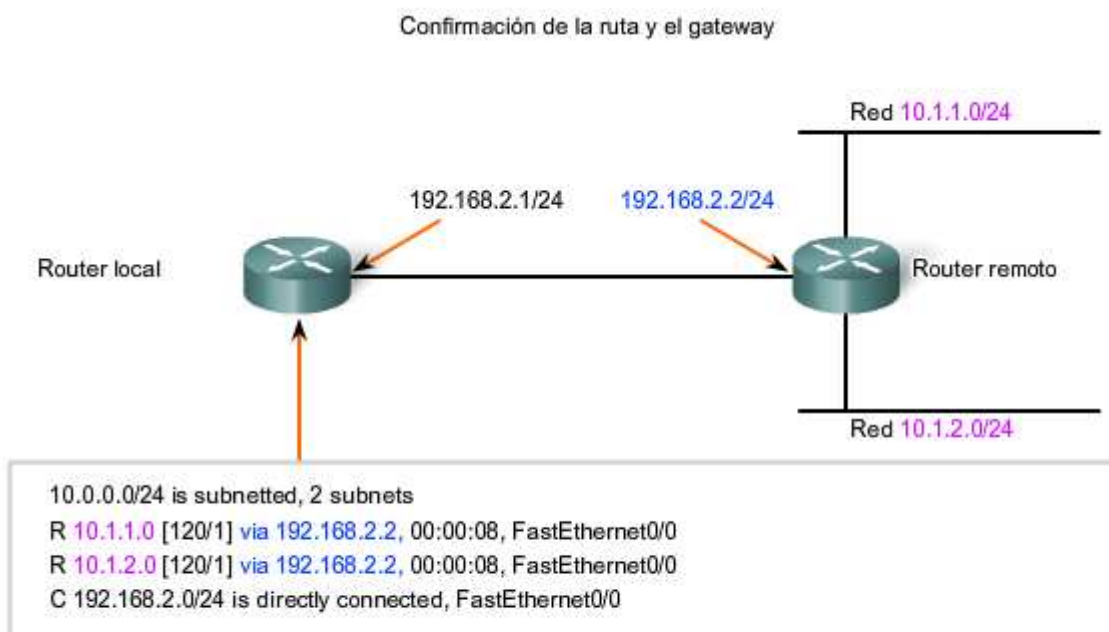 Confirmación de la ruta y el gateway
Red 10.1.1.0/24
192.168.2.1/24
192.168.2.2/24
Router local
Router remoto
Red 10.1.2.0/24
10.0.0.0/24 is subnetted, 2 subnets
R 10.1.1.0 [120/1] via 192.168.2.2, 00:00:08, FastEthernet0/0
R 10.1.2.0 [120/1] via 192.168.2.2, 00:00:08, FastEthernet0/0
C 192.168.2.0/24 is directly connected, FastEthernet0/0